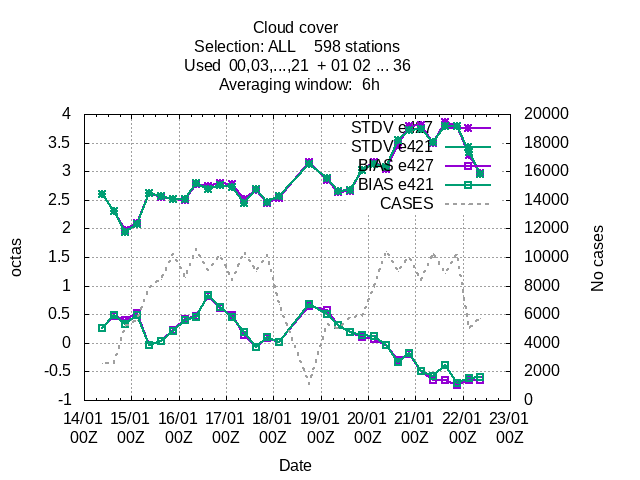 Cloud cover
Selection: ALL    598 stations
Used  00,03,...,21  + 01 02 ... 36
Averaging window:  6h
4
3.5
3
2.5
2
1.5
1
0.5
0
-0.5
-1
octas
STDV e427
STDV e421
BIAS e427
BIAS e421
CASES
20000
18000
16000
14000
12000
10000
8000
6000
4000
2000
0
No cases
14/01 15/01 16/01 17/01 18/01 19/01 20/01 21/01 22/01 23/01
00Z 00Z 00Z 00Z 00Z 00Z 00Z 00Z 00Z 00Z
Date